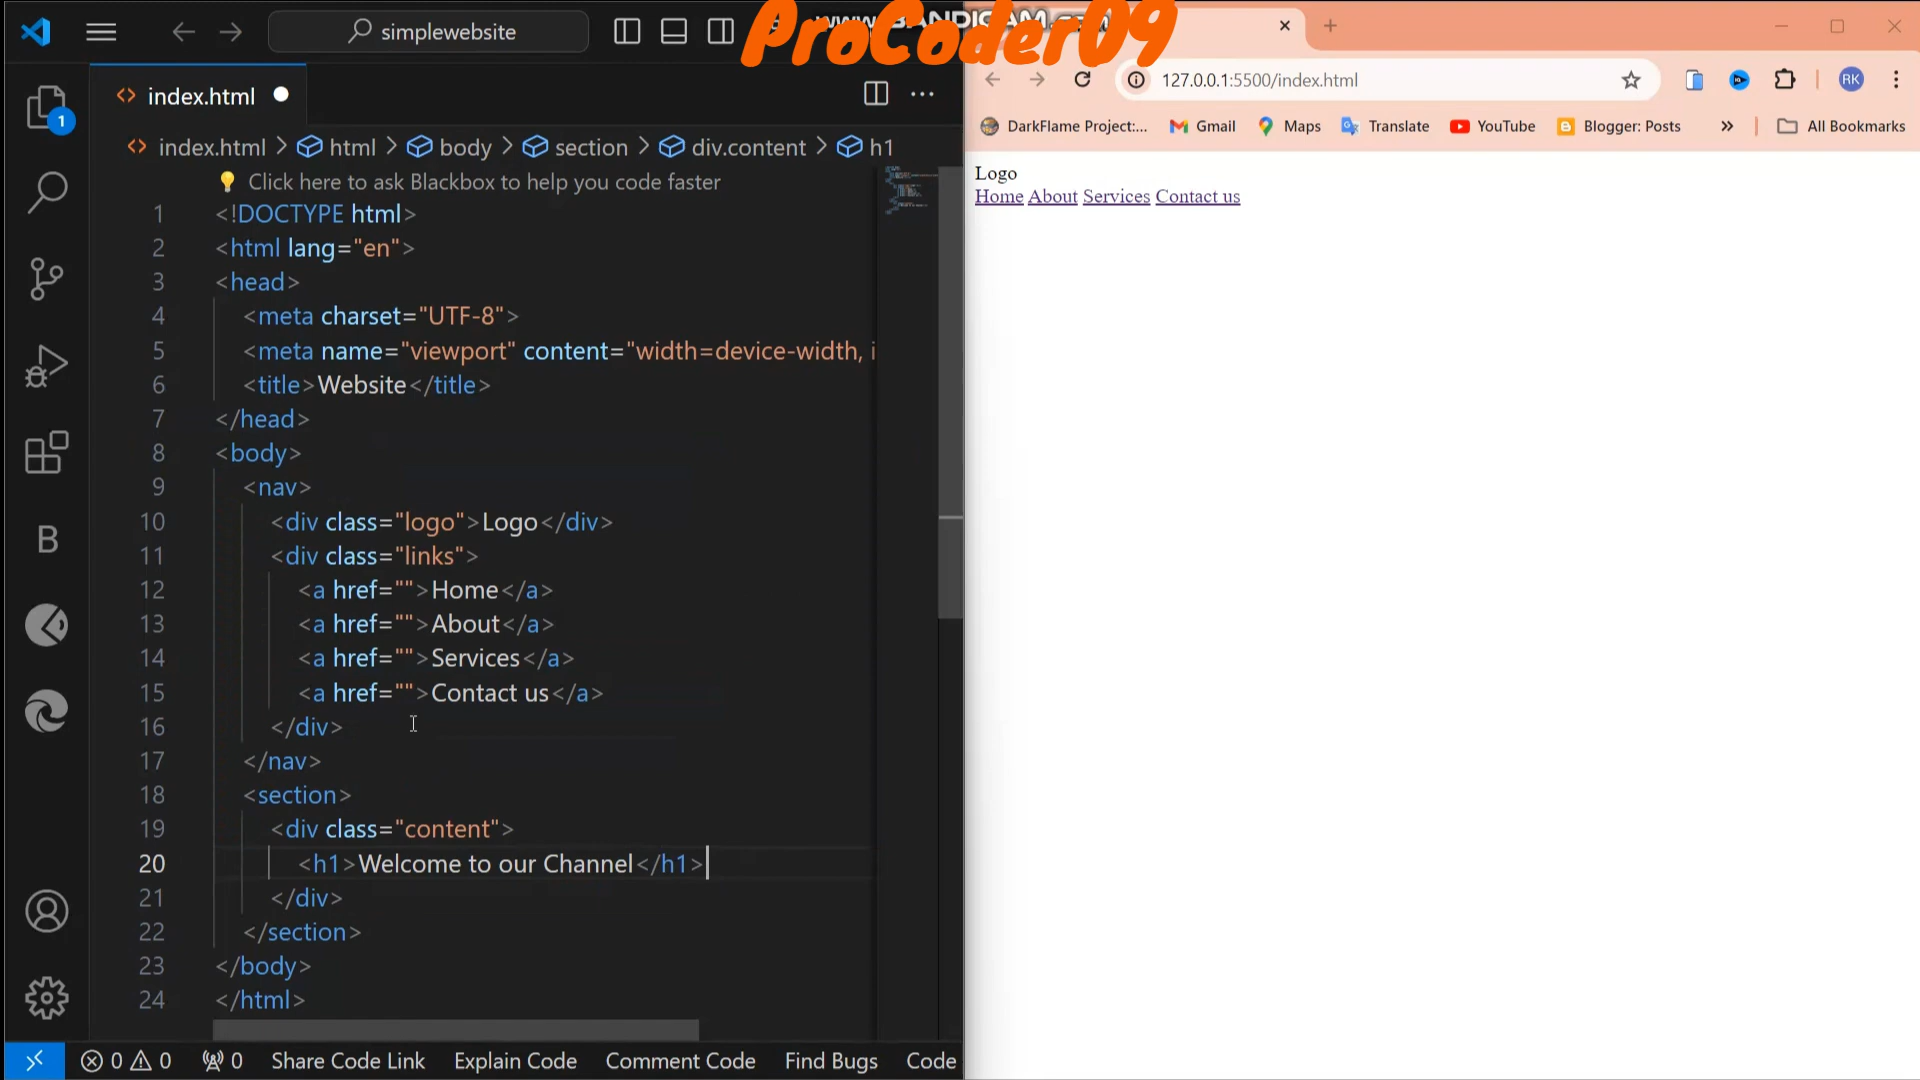 simplewebsite
www.BANDICAM.com
ProCoder09
index.html
127.0.0.1:5500/index.html
RK
DarkFlame Project:...
Gmail
Maps
Translate
YouTube
Blogger: Posts
All Bookmarks
index.html > html > body > section > div.content > h1
Click here to ask Blackbox to help you code faster
1 <!DOCTYPE html>
2 <html lang="en">
3 <head>
4 <meta charset="UTF-8">
5 <meta name="viewport" content="width=device-width, i
6 <title>Website</title>
7 </head>
8 <body>
9 <nav>
10 <div class="logo">Logo</div>
11 <div class="links">
12 <a href="">Home</a>
13 <a href="">About</a>
14 <a href="">Services</a>
15 <a href="">Contact us</a>
16 </div>
17 </nav>
18 <section>
19 <div class="content">
20 <h1>Welcome to our Channel</h1>
21 </div>
22 </section>
23 </body>
24 </html>
1
B
0 0 0 Share Code Link Explain Code Comment Code Find Bugs Code
Logo
Home About Services Contact us